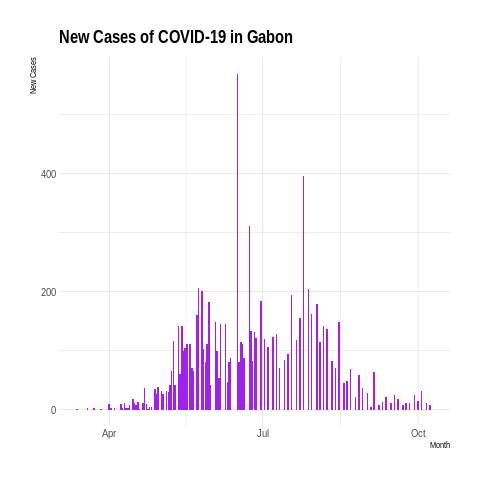 New Cases of COVID-19 in Gabon
New Cases
400
200
0
Apr
Jul
Oct
Month